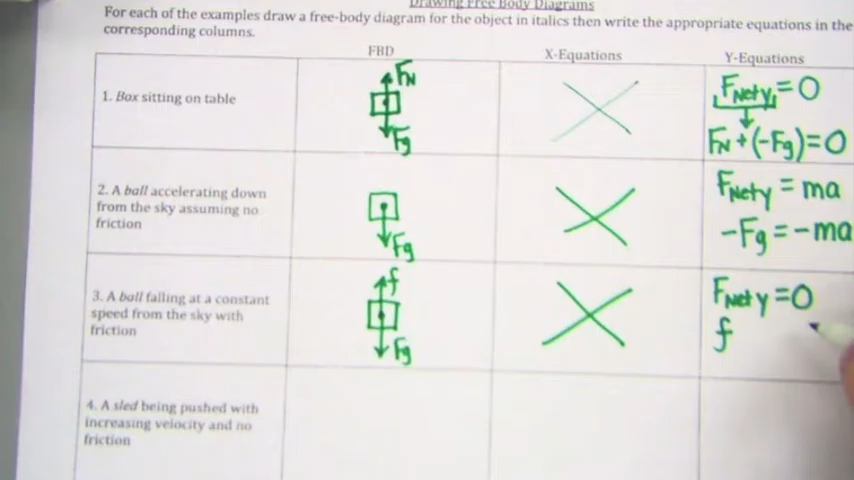 Drawing Free Body Diagrams
For each of the examples draw a free-body diagram for the object in italics then write the appropriate equations in the
corresponding columns.
FBD X-Equations Y-Equations
1. Box sitting on table
FN
Fg
FNety = 0
FN + (-Fg) = 0
2. A ball accelerating down
from the sky assuming no
friction
Fg
FNety = ma
-Fg = -ma
3. A ball falling at a constant
speed from the sky with
friction
f
Fg
FNety = 0
f
4. A sled being pushed with
increasing velocity and no
friction